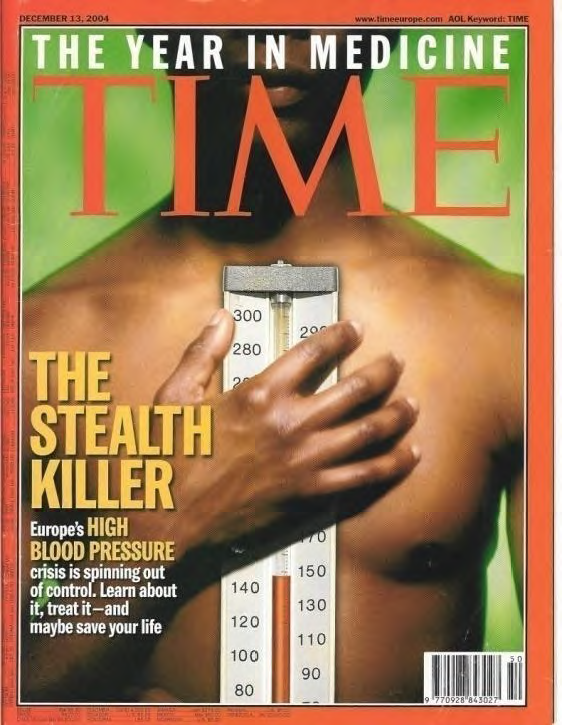 DECEMBER 13, 2004
www.timeeurope.com AOL Keyword: TIME
THE YEAR IN MEDICINE
TIME
300
290
280
THE
STEALTH
KILLER
Europe's HIGH
BLOOD PRESSURE
crisis is spinning out
of control. Learn about
it, treat it—and
maybe save your life
170
150
140
130
120
110
100
90
80
50
9 770928 843027